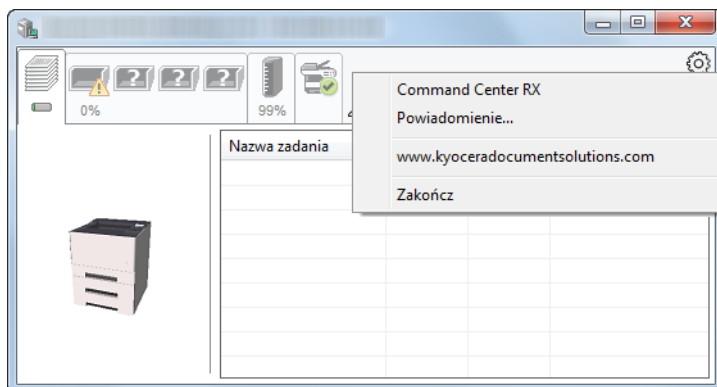 ? ? ?
0%
99%
Command Center RX
Powiadomienie...
www.kyoceradocumentsolutions.com
Zakończ
Nazwa zadania